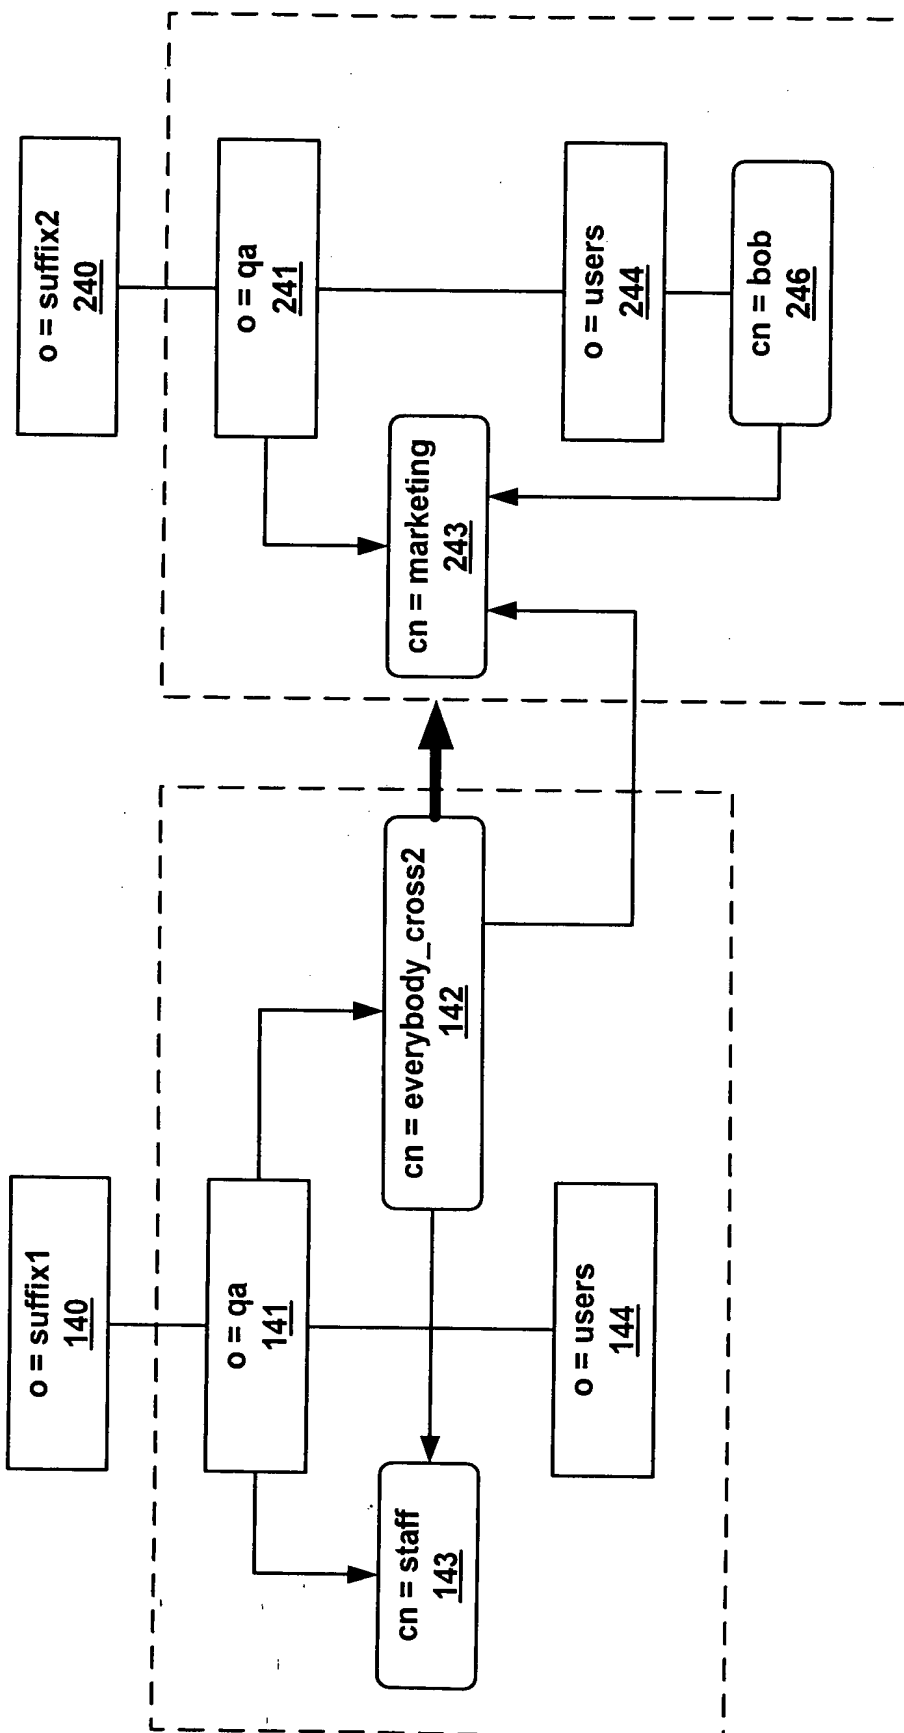 o = suffix1
140
o = qa
141
cn = staff
143
cn = everybody_cross2
142
o = users
144
o = suffix2
240
o = qa
241
cn = marketing
243
o = users
244
cn = bob
246